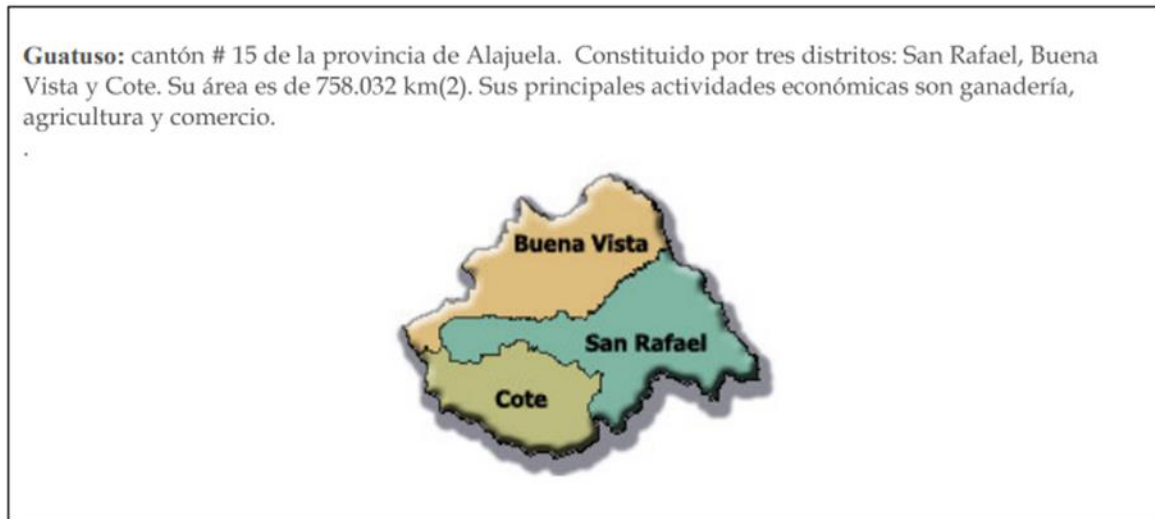 Guatuso: cantón # 15 de la provincia de Alajuela.  Constituido por tres distritos: San Rafael, Buena
Vista y Cote. Su área es de 758.032 km(2). Sus principales actividades económicas son ganadería,
agricultura y comercio.
.
Buena Vista
San Rafael
Cote